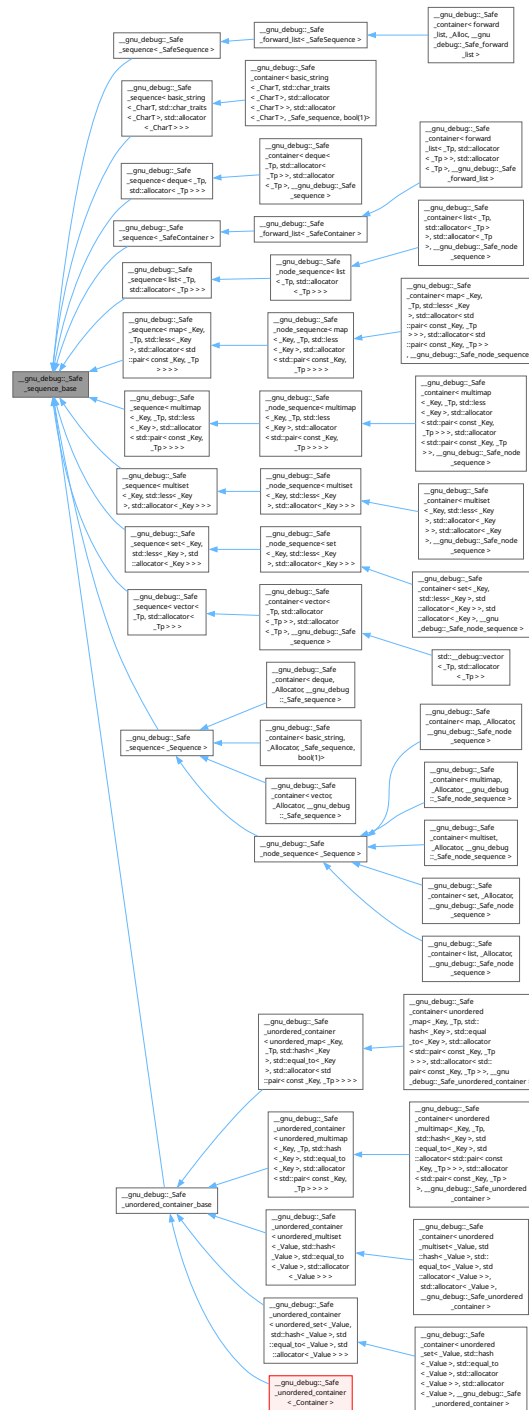 __gnu_debug::_Safe
_sequence_base
__gnu_debug::_Safe
_sequence< _SafeSequence >
__gnu_debug::_Safe
_forward_list< _SafeSequence >
__gnu_debug::_Safe
_container< forward
_list, _Alloc, __gnu
_debug::_Safe_forward
_list >
__gnu_debug::_Safe
_sequence< basic_string
< _CharT, std::char_traits
< _CharT >, std::allocator
< _CharT > > >
__gnu_debug::_Safe
_container< basic_string
< _CharT, std::char_traits
< _CharT > >, std::allocator
< _CharT >, _Safe_sequence, bool(1)>
__gnu_debug::_Safe
_sequence< deque< _Tp,
std::allocator< _Tp > > >
__gnu_debug::_Safe
_container< deque<
_Tp, std::allocator<
_Tp > >, std::allocator
< _Tp >, __gnu_debug::_Safe
_sequence >
__gnu_debug::_Safe
_sequence< _SafeContainer >
__gnu_debug::_Safe
_forward_list< _SafeContainer >
__gnu_debug::_Safe
_container< forward
_list< _Tp, std::allocator
< _Tp > >, std::allocator
< _Tp >, __gnu_debug::_Safe
_forward_list >
__gnu_debug::_Safe
_sequence< list< _Tp,
std::allocator< _Tp > > >
__gnu_debug::_Safe
_node_sequence< list
< _Tp, std::allocator
< _Tp > > >
__gnu_debug::_Safe
_container< list< _Tp,
std::allocator< _Tp >
>, std::allocator< _Tp
>, __gnu_debug::_Safe_node
_sequence >
__gnu_debug::_Safe
_sequence< map< _Key,
_Tp, std::less< _Key
>, std::allocator< std
::pair< const _Key, _Tp
> > > >
__gnu_debug::_Safe
_node_sequence< map
< _Key, _Tp, std::less
< _Key >, std::allocator
< std::pair< const _Key,
_Tp > > > >
__gnu_debug::_Safe
_container< map< _Key,
_Tp, std::less< _Key
>, std::allocator< std
::pair< const _Key, _Tp
> > >, std::allocator< std
::pair< const _Key, _Tp > >
, __gnu_debug::_Safe_node_sequence >
__gnu_debug::_Safe
_sequence< multimap
< _Key, _Tp, std::less
< _Key >, std::allocator
< std::pair< const _Key,
_Tp > > > >
__gnu_debug::_Safe
_node_sequence< multimap
< _Key, _Tp, std::less
< _Key >, std::allocator
< std::pair< const _Key,
_Tp > > > >
__gnu_debug::_Safe
_container< multimap
< _Key, _Tp, std::less
< _Key >, std::allocator
< std::pair< const _Key,
_Tp > > >, std::allocator
< std::pair< const _Key, _Tp
> >, __gnu_debug::_Safe_node
_sequence >
__gnu_debug::_Safe
_sequence< multiset
< _Key, std::less< _Key
>, std::allocator< _Key > > >
__gnu_debug::_Safe
_node_sequence< multiset
< _Key, std::less< _Key
>, std::allocator< _Key > > >
__gnu_debug::_Safe
_container< multiset
< _Key, std::less< _Key
>, std::allocator< _Key
> >, std::allocator< _Key
>, __gnu_debug::_Safe_node
_sequence >
__gnu_debug::_Safe
_sequence< set< _Key,
std::less< _Key >, std
::allocator< _Key > > >
__gnu_debug::_Safe
_node_sequence< set
< _Key, std::less< _Key
>, std::allocator< _Key > > >
__gnu_debug::_Safe
_container< set< _Key,
std::less< _Key >, std
::allocator< _Key > >, std
::allocator< _Key >, __gnu
_debug::_Safe_node_sequence >
__gnu_debug::_Safe
_sequence< vector<
_Tp, std::allocator<
_Tp > > >
__gnu_debug::_Safe
_container< vector<
_Tp, std::allocator
< _Tp > >, std::allocator
< _Tp >, __gnu_debug::_Safe
_sequence >
std::__debug::vector
< _Tp, std::allocator
< _Tp > >
__gnu_debug::_Safe
_sequence< _Sequence >
__gnu_debug::_Safe
_container< deque,
_Allocator, __gnu_debug
::_Safe_sequence >
__gnu_debug::_Safe
_container< basic_string,
_Allocator, _Safe_sequence,
bool(1)>
__gnu_debug::_Safe
_container< vector,
_Allocator, __gnu_debug
::_Safe_sequence >
__gnu_debug::_Safe
_node_sequence< _Sequence >
__gnu_debug::_Safe
_container< map, _Allocator,
__gnu_debug::_Safe_node
_sequence >
__gnu_debug::_Safe
_container< multimap,
_Allocator, __gnu_debug
::_Safe_node_sequence >
__gnu_debug::_Safe
_container< multiset,
_Allocator, __gnu_debug
::_Safe_node_sequence >
__gnu_debug::_Safe
_container< set, _Allocator,
__gnu_debug::_Safe_node
_sequence >
__gnu_debug::_Safe
_container< list, _Allocator,
__gnu_debug::_Safe_node
_sequence >
__gnu_debug::_Safe
_unordered_container_base
__gnu_debug::_Safe
_unordered_container
< unordered_map< _Key,
_Tp, std::hash< _Key
>, std::equal_to< _Key
>, std::allocator< std
::pair< const _Key, _Tp > > > >
__gnu_debug::_Safe
_container< unordered
_map< _Key, _Tp, std::
hash< _Key >, std::equal
_to< _Key >, std::allocator
< std::pair< const _Key, _Tp
> > >, std::allocator< std::
pair< const _Key, _Tp > >, __gnu
_debug::_Safe_unordered_container >
__gnu_debug::_Safe
_unordered_container
< unordered_multimap
< _Key, _Tp, std::hash
< _Key >, std::equal_to
< _Key >, std::allocator
< std::pair< const _Key,
_Tp > > > >
__gnu_debug::_Safe
_container< unordered
_multimap< _Key, _Tp,
std::hash< _Key >, std
::equal_to< _Key >, std
::allocator< std::pair< const
_Key, _Tp > > >, std::allocator
< std::pair< const _Key, _Tp >
>, __gnu_debug::_Safe_unordered
_container >
__gnu_debug::_Safe
_unordered_container
< unordered_multiset
< _Value, std::hash<
_Value >, std::equal_to
< _Value >, std::allocator
< _Value > > >
__gnu_debug::_Safe
_container< unordered
_multiset< _Value, std
::hash< _Value >, std::
equal_to< _Value >, std
::allocator< _Value > >,
std::allocator< _Value >,
__gnu_debug::_Safe_unordered
_container >
__gnu_debug::_Safe
_unordered_container
< unordered_set< _Value,
std::hash< _Value >, std
::equal_to< _Value >, std
::allocator< _Value > > >
__gnu_debug::_Safe
_container< unordered
_set< _Value, std::hash
< _Value >, std::equal_to
< _Value >, std::allocator
< _Value > >, std::allocator
< _Value >, __gnu_debug::_Safe
_unordered_container >
__gnu_debug::_Safe
_unordered_container
< _Container >